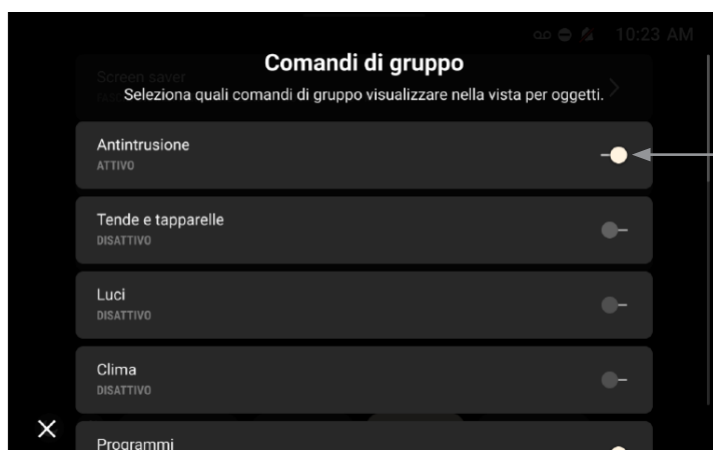 10:23 AM
Comandi di gruppo
Screen saver
Seleziona quali comandi di gruppo visualizzare nella vista per oggetti.
Antintrusione
ATTIVO
Tende e tapparelle
DISATTIVO
Luci
DISATTIVO
Clima
DISATTIVO
Programmi